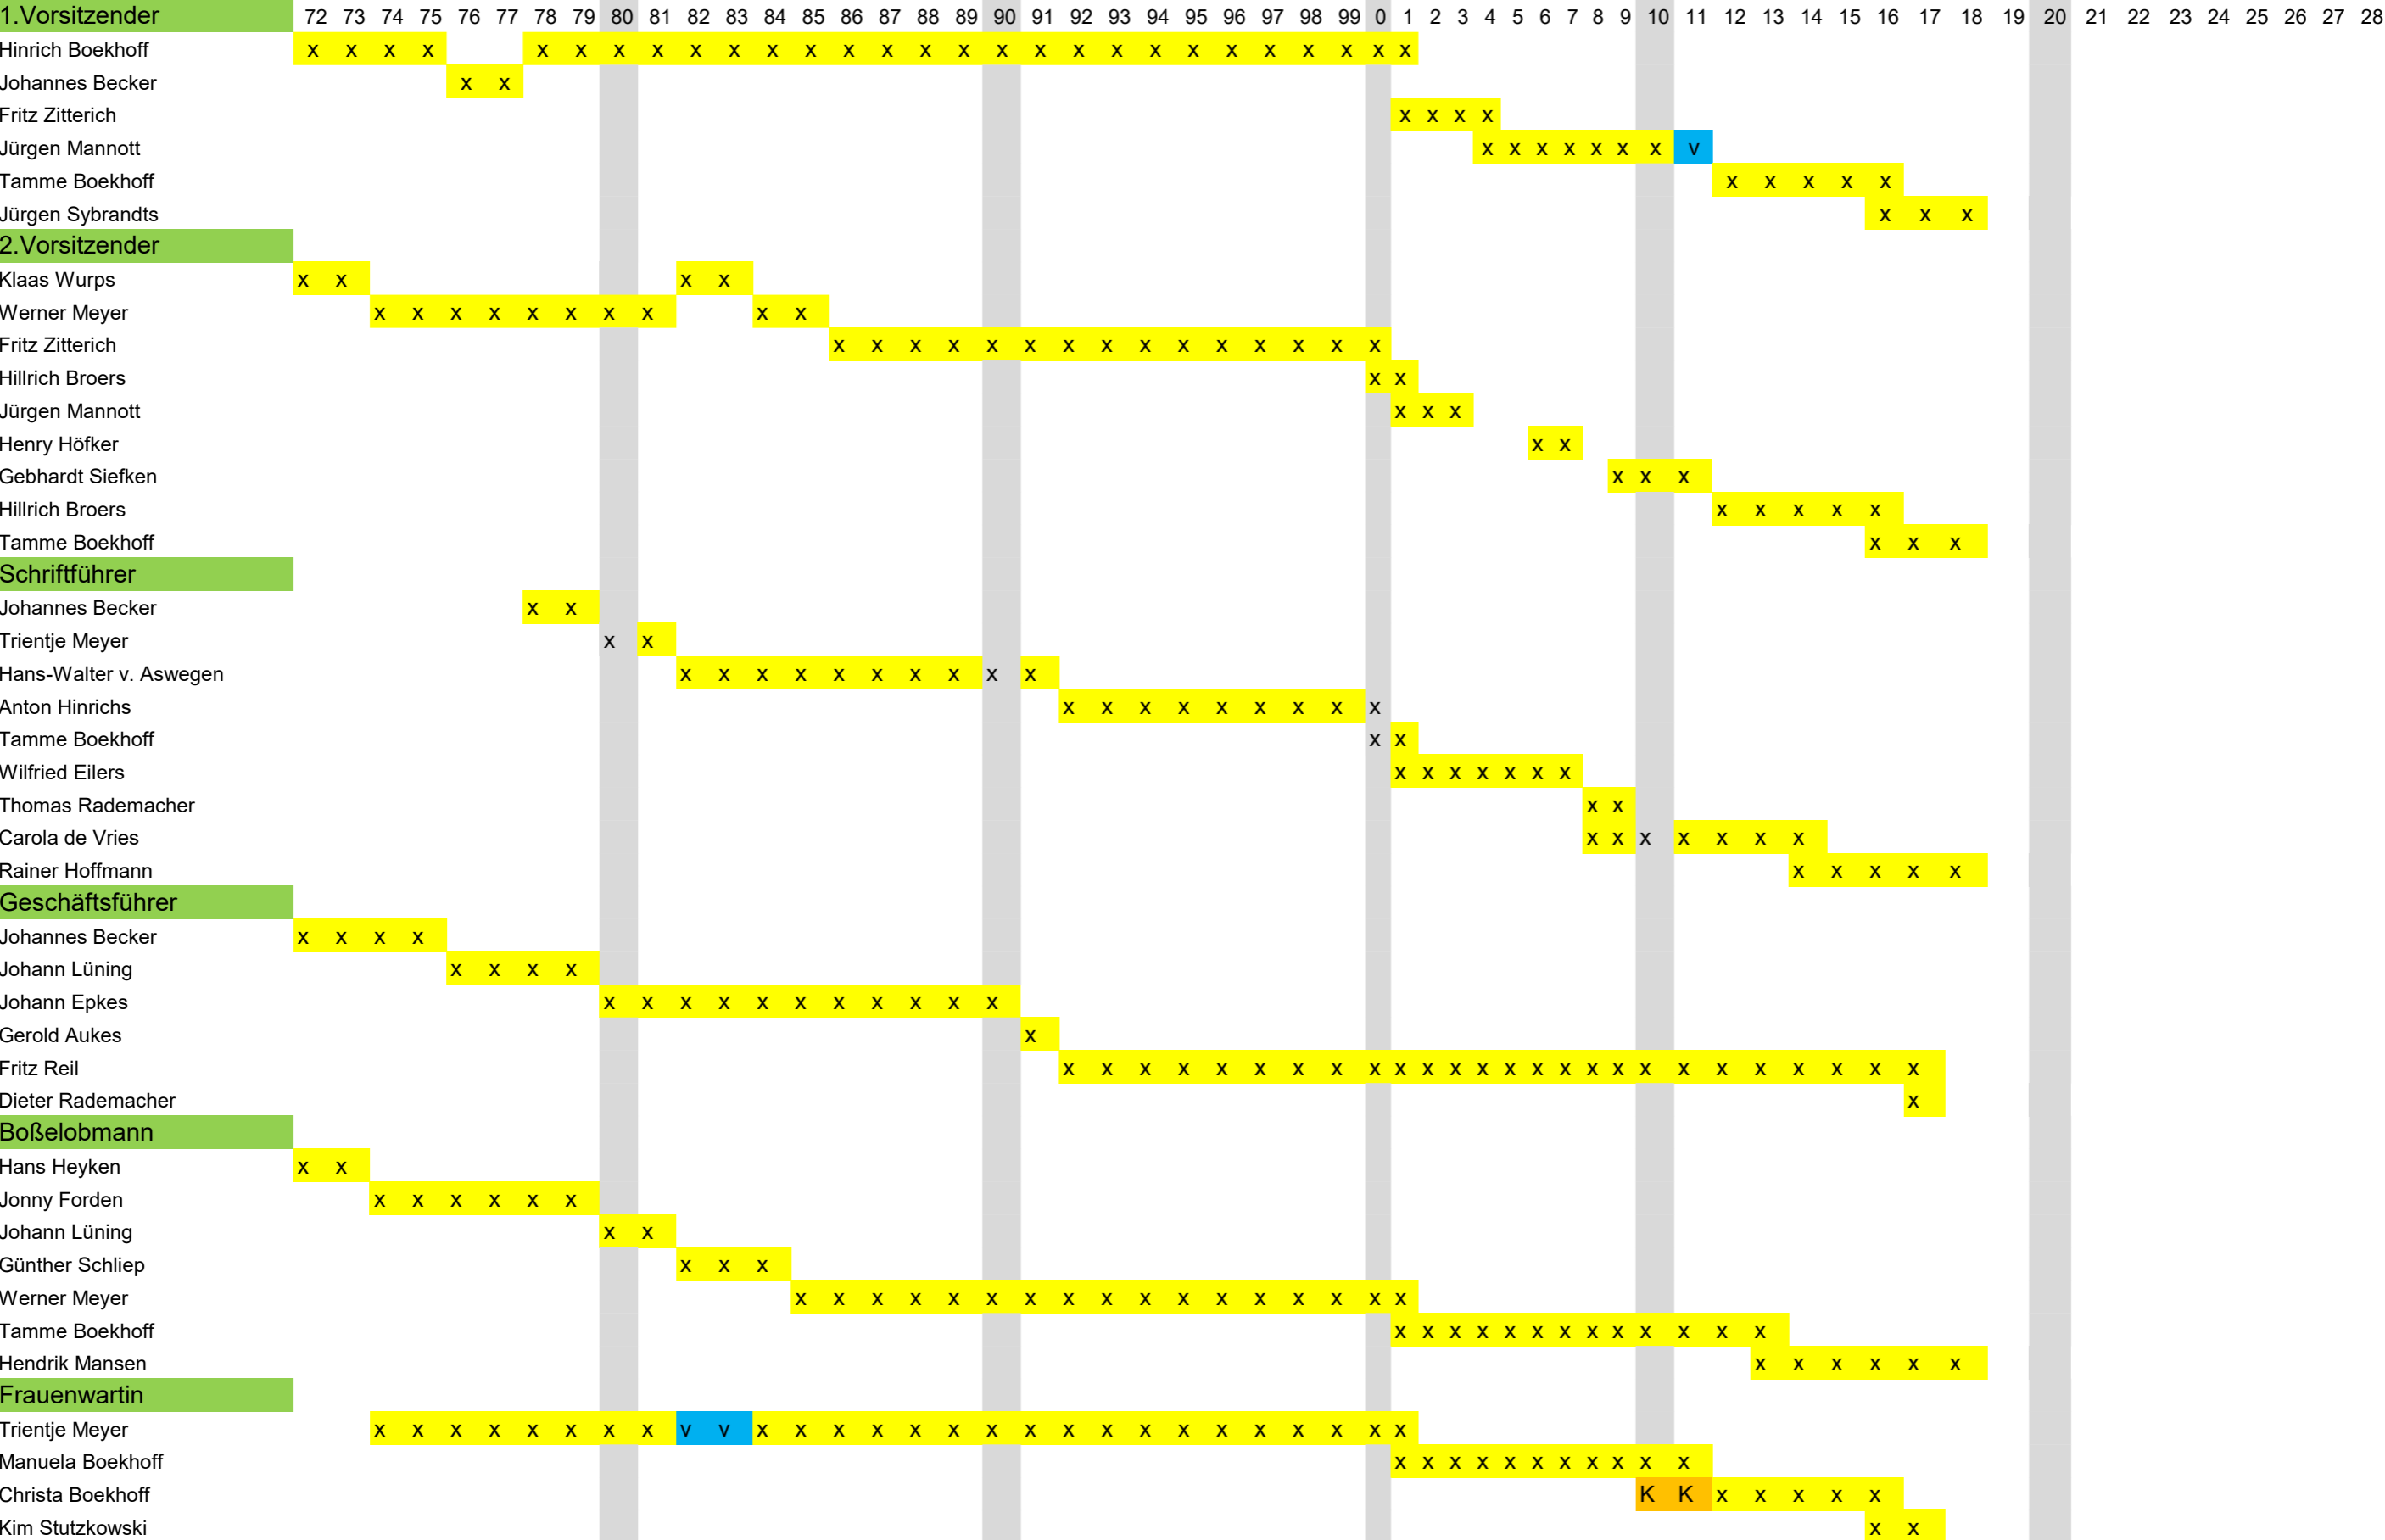 1.Vorsitzender 72 73 74 75 76 77 78 79 80 81 82 83 84 85 86 87 88 89 90 91 92 93 94 95 96 97 98 99 0 1 2 3 4 5 6 7 8 9 10 11 12 13 14 15 16 17 18 19 20 21 22 23 24 25 26 27 28
Hinrich Boekhoff x x x x x x x x x x x x x x x x x x x x x x x x x x x x
Johannes Becker x x
Fritz Zitterich x x x x
Jürgen Mannott x x x x x x x v
Tamme Boekhoff x x x x x
Jürgen Sybrandts x x x
2.Vorsitzender
Klaas Wurps x x x x
Werner Meyer x x x x x x x x x x
Fritz Zitterich x x x x x x x x x x x x x x x
Hillrich Broers x x
Jürgen Mannott x x x
Henry Höfker x x
Gebhardt Siefken x x x
Hillrich Broers x x x x x
Tamme Boekhoff x x x
Schriftführer
Johannes Becker x x
Trientje Meyer x x
Hans-Walter v. Aswegen x x x x x x x x x x
Anton Hinrichs x x x x x x x x x
Tamme Boekhoff x x
Wilfried Eilers x x x x x x x
Thomas Rademacher x x
Carola de Vries x x x x x x x
Rainer Hoffmann x x x x x
Geschäftsführer
Johannes Becker x x x x
Johann Lüning x x x x
Johann Epkes x x x x x x x x x x x
Gerold Aukes x
Fritz Reil x x x x x x x x x x x x x x x x x x x x x x x x x x
Dieter Rademacher x
Boßelobmann
Hans Heyken x x
Jonny Forden x x x x x x
Johann Lüning x x
Günther Schliep x x x
Werner Meyer x x x x x x x x x x x x x x x x x
Tamme Boekhoff x x x x x x x x x x x x x
Hendrik Mansen x x x x x x
Frauenwartin
Trientje Meyer x x x x x x x x v v x x x x x x x x x x x x x x x x x x
Manuela Boekhoff x x x x x x x x x x x
Christa Boekhoff K K x x x x x
Kim Stutzkowski x x